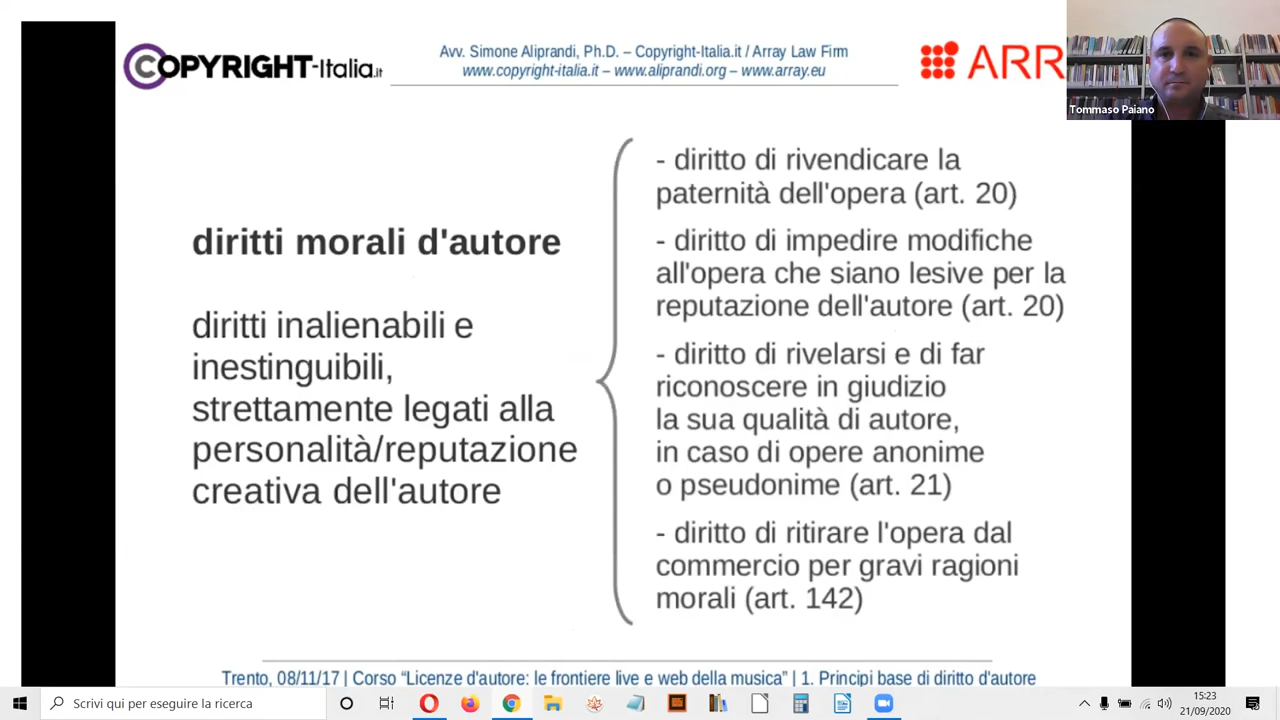 COPYRIGHT-Italia.it
Avv. Simone Aliprandi, Ph.D. – Copyright-Italia.it / Array Law Firm
www.copyright-italia.it – www.aliprandi.org – www.array.eu
ARR
Tommaso Paiano
diritti morali d'autore
diritti inalienabili e
inestinguibili,
strettamente legati alla
personalità/reputazione
creativa dell'autore
- diritto di rivendicare la
paternità dell'opera (art. 20)
- diritto di impedire modifiche
all'opera che siano lesive per la
reputazione dell'autore (art. 20)
- diritto di rivelarsi e di far
riconoscere in giudizio
la sua qualità di autore,
in caso di opere anonime
o pseudonime (art. 21)
- diritto di ritirare l'opera dal
commercio per gravi ragioni
morali (art. 142)
Trento, 08/11/17 | Corso “Licenze d'autore: le frontiere live e web della musica” | 1. Principi base di diritto d'autore
Scrivi qui per eseguire la ricerca
15:23
21/09/2020